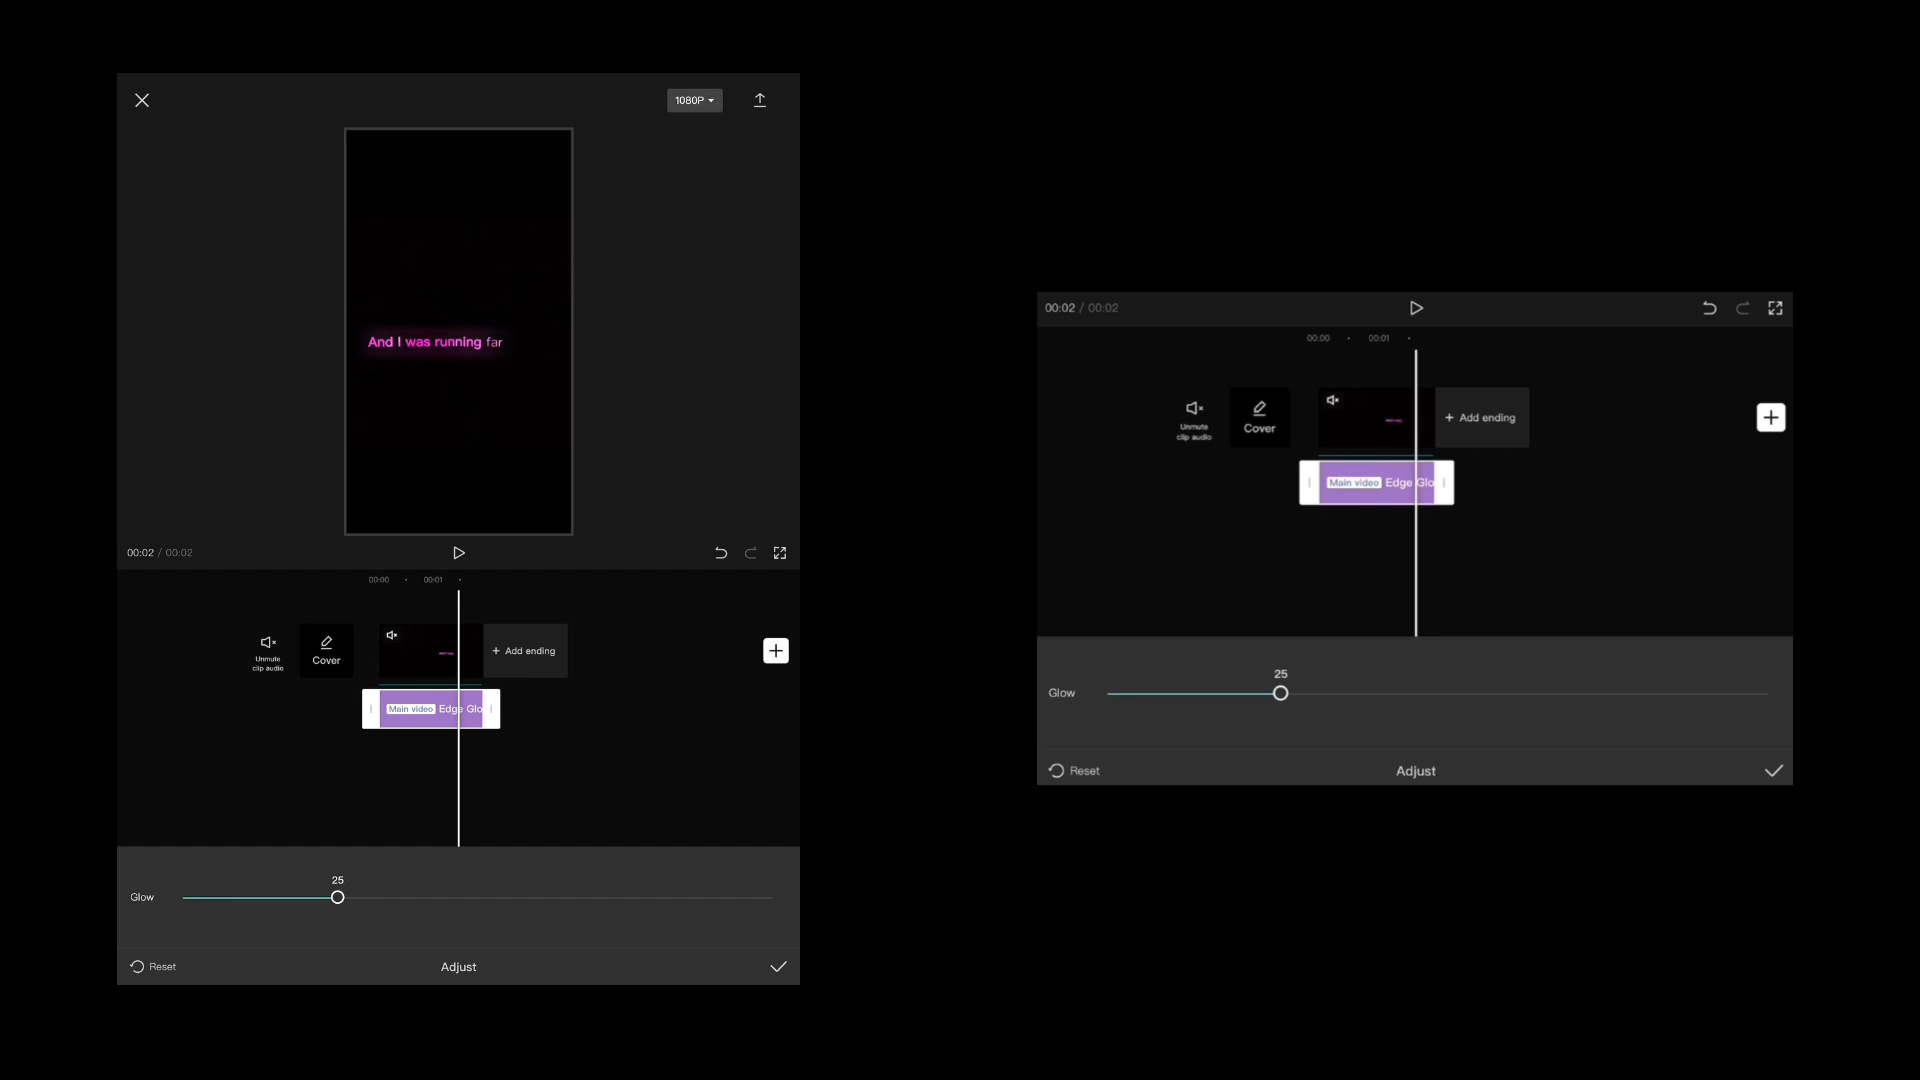 1080P
And I was running far
00:02 / 00:02
00:00 00:01
Unmute
clip audio
Cover
+ Add ending
Main video Edge Glo
25
Glow
Reset
Adjust
00:02 / 00:02
00:00 00:01
Unmute
clip audio
Cover
+ Add ending
Main video Edge Glo
25
Glow
Reset
Adjust